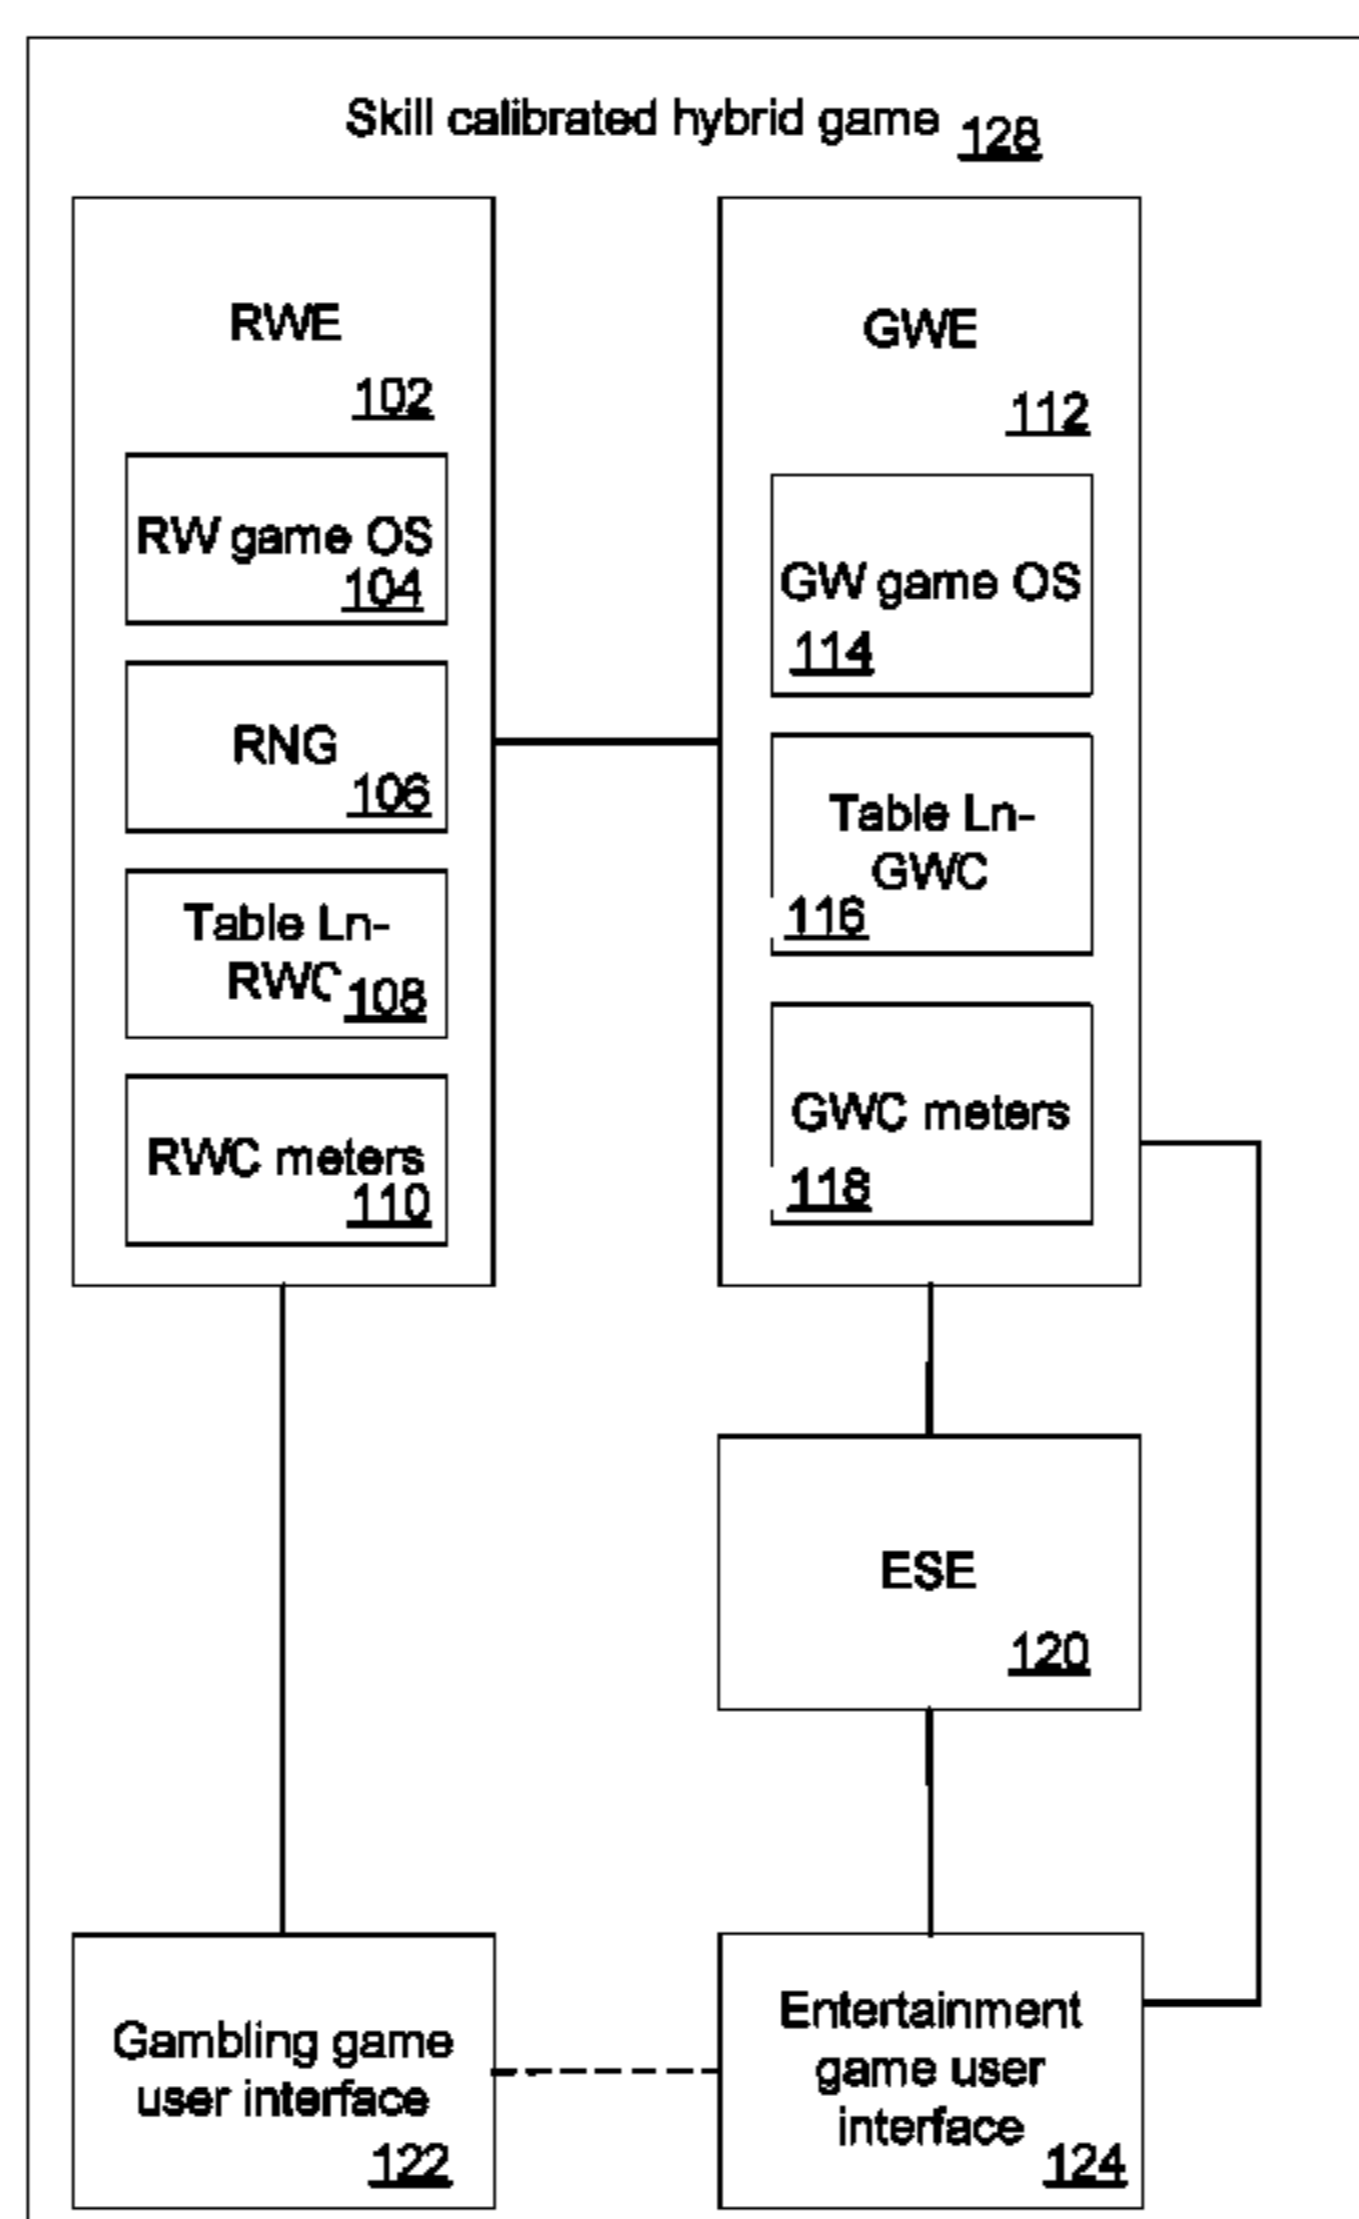 Skill calibrated hybrid game 128
RWE
102
RW game OS
104
RNG
106
Table Ln-
RWC 108
RWC meters
110
GWE
112
GW game OS
114
Table Ln-
GWC
116
GWC meters
118
ESE
120
Gambling game
user interface
122
Entertainment
game user
interface
124